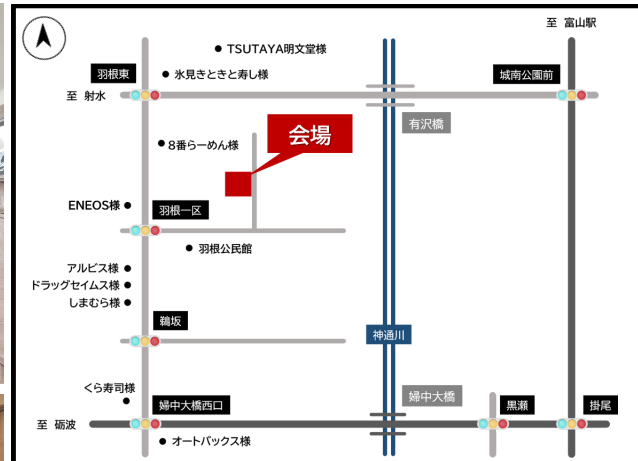 至 富山駅
TSUTAYA明文堂様
羽根東
氷見きときと寿し様
城南公園前
至 射水
有沢橋
会場
8番らーめん様
ENEOS様
羽根一区
羽根公民館
アルビス様
ドラッグセイムス様
しまむら様
鵜坂
神通川
くら寿司様
婦中大橋
婦中大橋西口
黒瀬
掛尾
至 砺波
オートバックス様